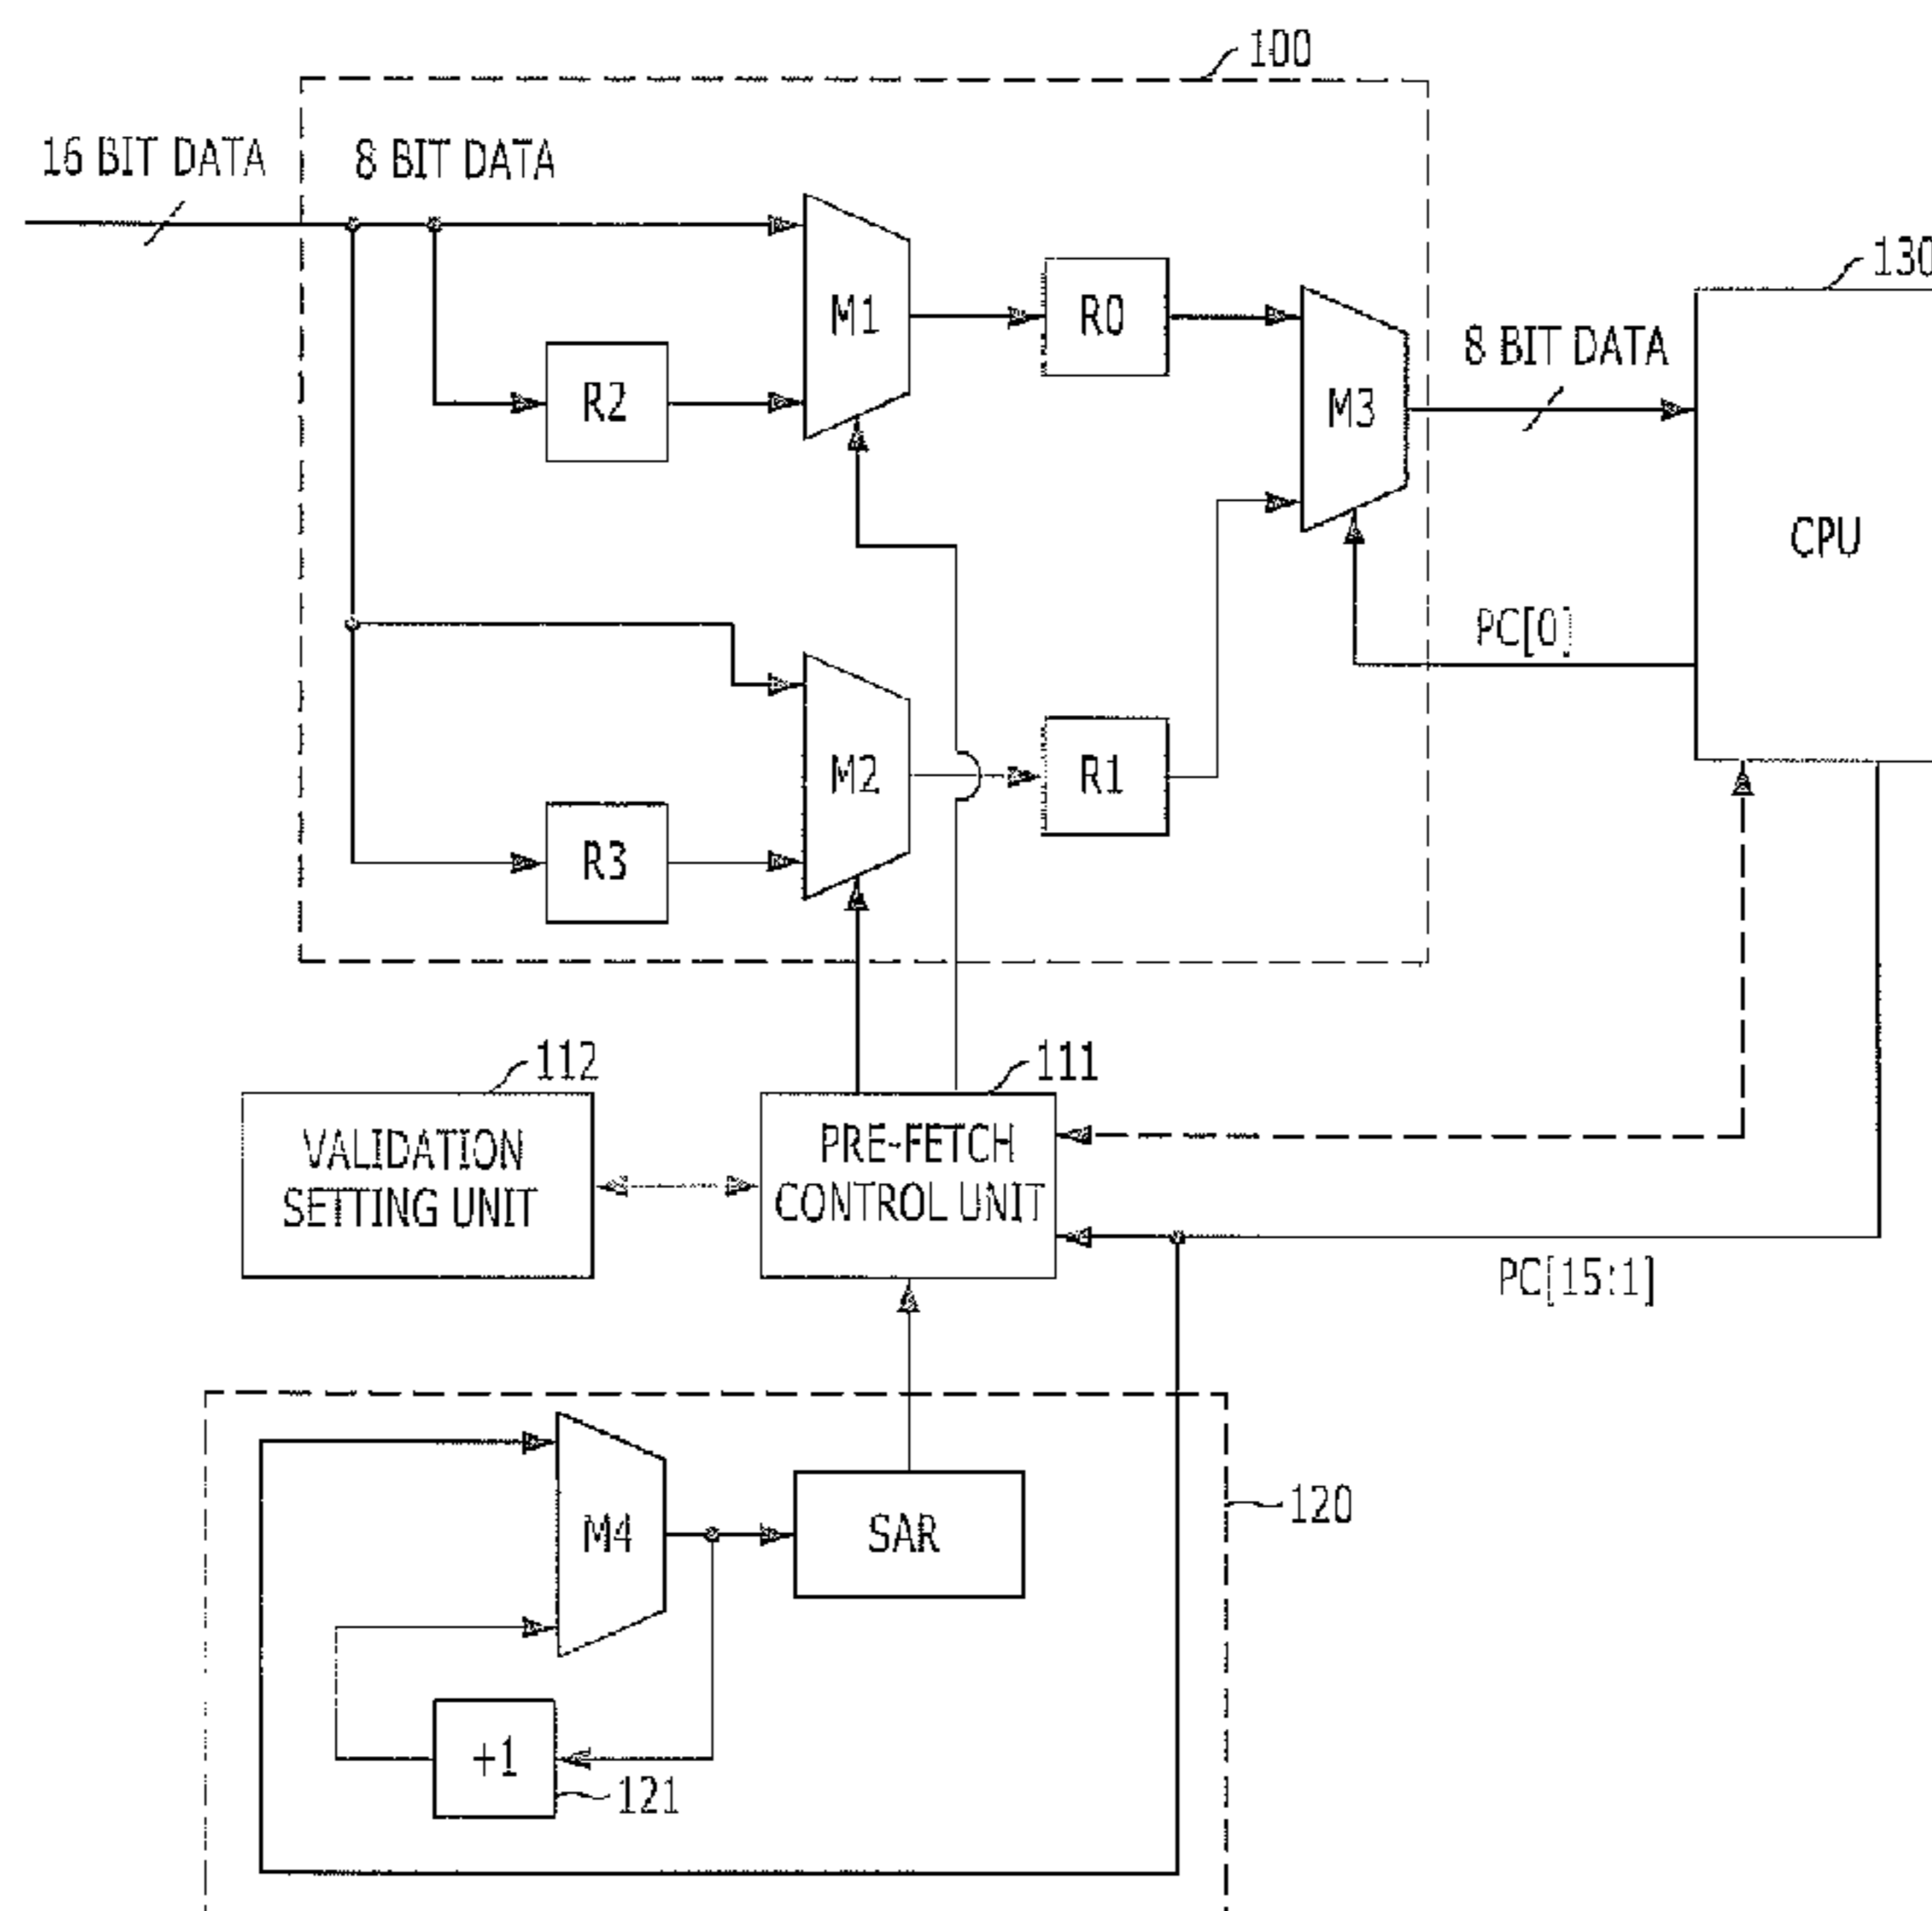 100
16 BIT DATA
8 BIT DATA
130
M1
R0
8 BIT DATA
R2
M3
CPU
PC[0]
M2
R1
R3
112
111
VALIDATION
SETTING UNIT
PRE-FETCH
CONTROL UNIT
PC[15:1]
M4
SAR
120
+1
121